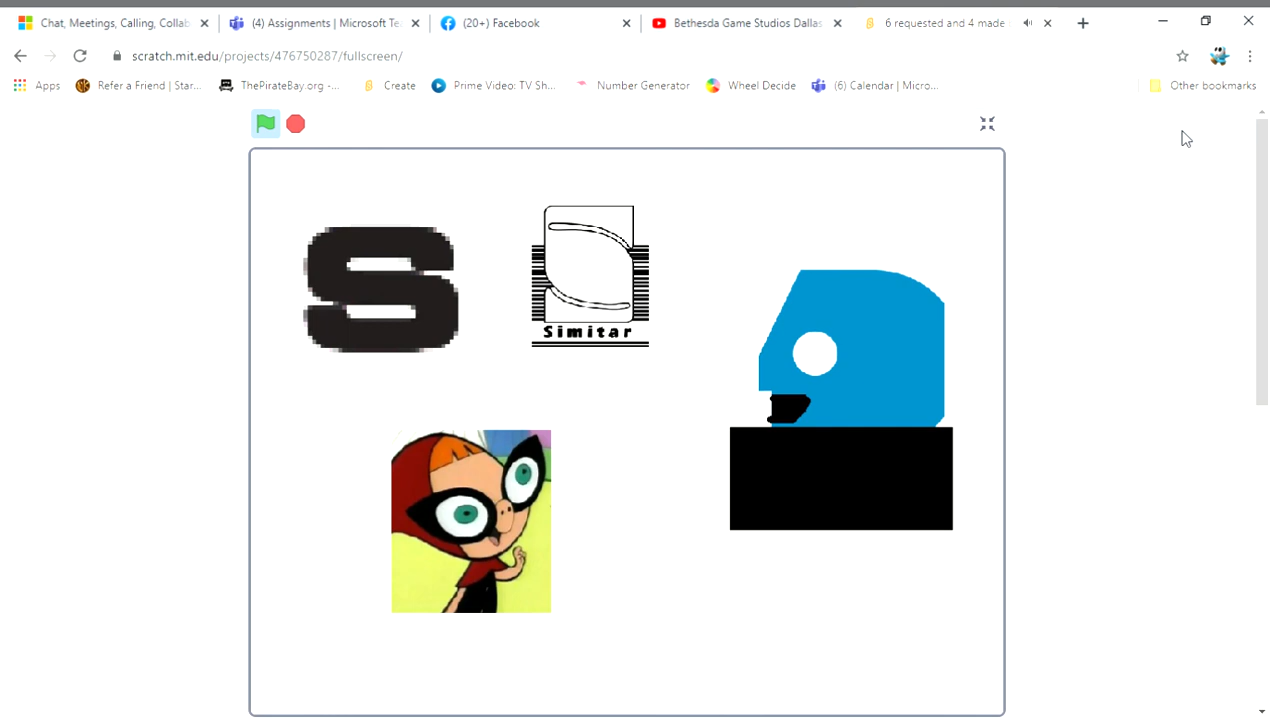 Chat, Meetings, Calling, Collab
(4) Assignments | Microsoft Te
(20+) Facebook
Bethesda Game Studios Dallas
6 requested and 4 made
scratch.mit.edu/projects/476750287/fullscreen/
Apps
Refer a Friend | Star...
ThePirateBay.org -...
Create
Prime Video: TV Sh...
Number Generator
Wheel Decide
(6) Calendar | Micro...
Other bookmarks
S
Simitar